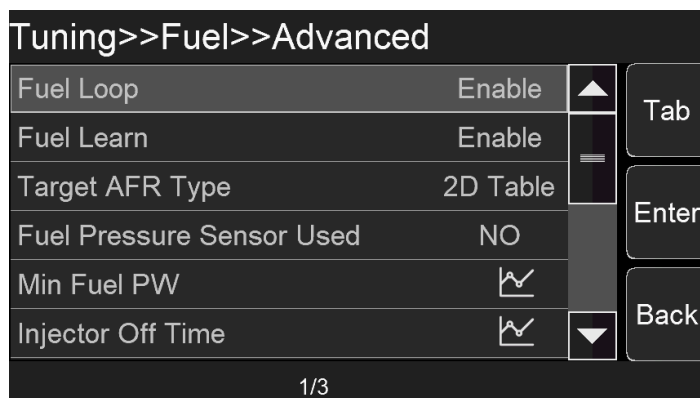 Tuning>>Fuel>>Advanced
Fuel Loop Enable
Fuel Learn Enable
Target AFR Type 2D Table
Fuel Pressure Sensor Used NO
Min Fuel PW
Injector Off Time
Tab
Enter
Back
1/3